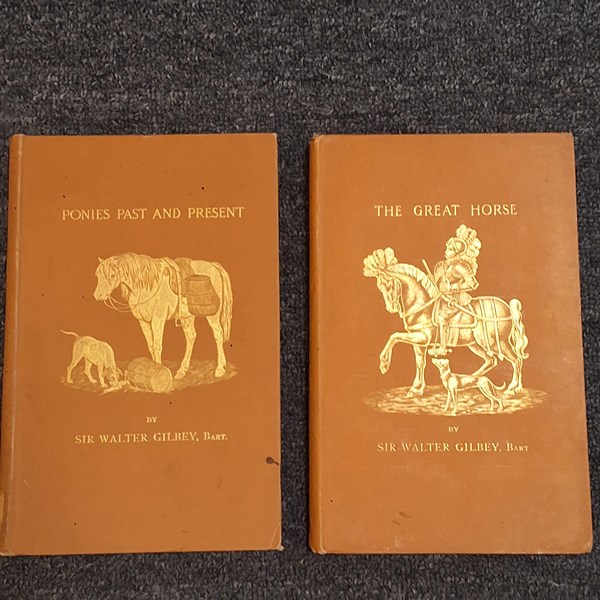 PONIES PAST AND PRESENT
BY
SIR WALTER GILBEY, BART.
THE GREAT HORSE
BY
SIR WALTER GILBEY, BART